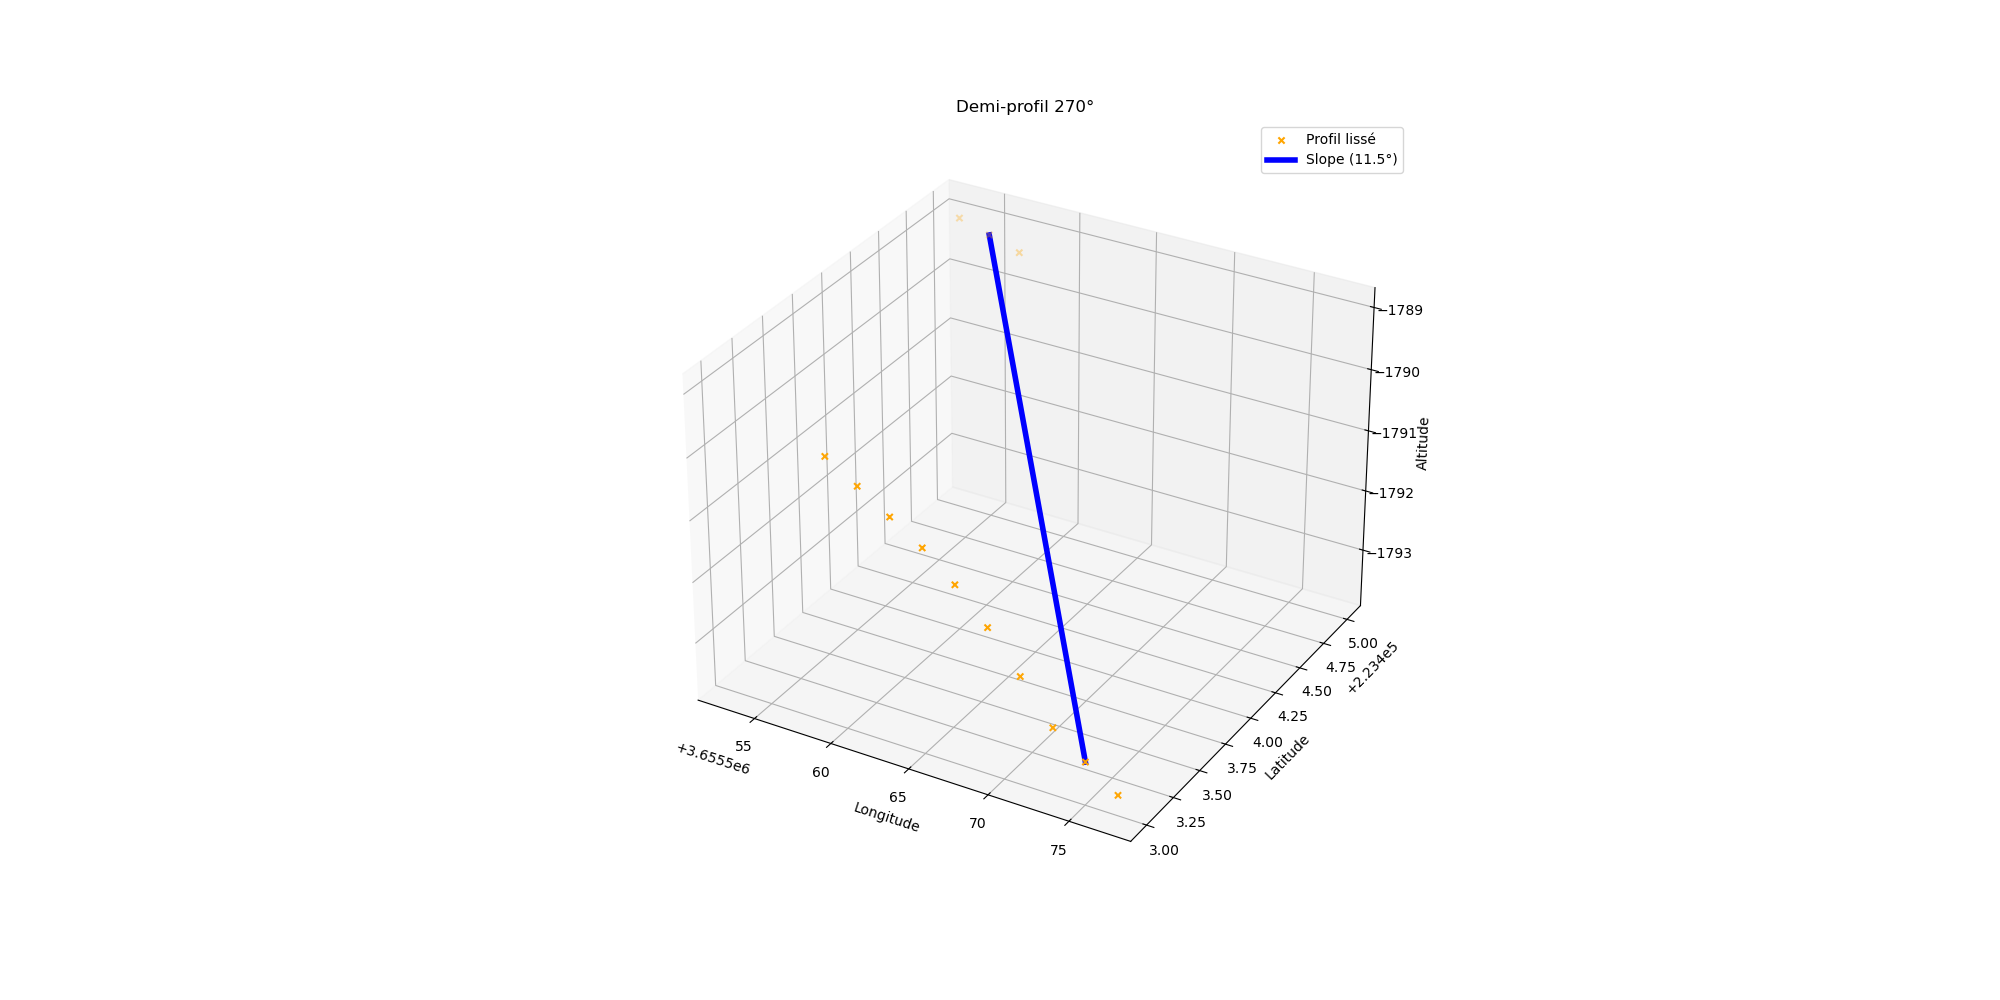 Demi-profil 270°
Profil lissé
Slope (11.5°)
−1789
−1790
−1791
−1792
−1793
Altitude
5.00
4.75
4.50
4.25
4.00
3.75
3.50
3.25
3.00
+2.234e5
Latitude
55
60
65
70
75
+3.6555e6
Longitude